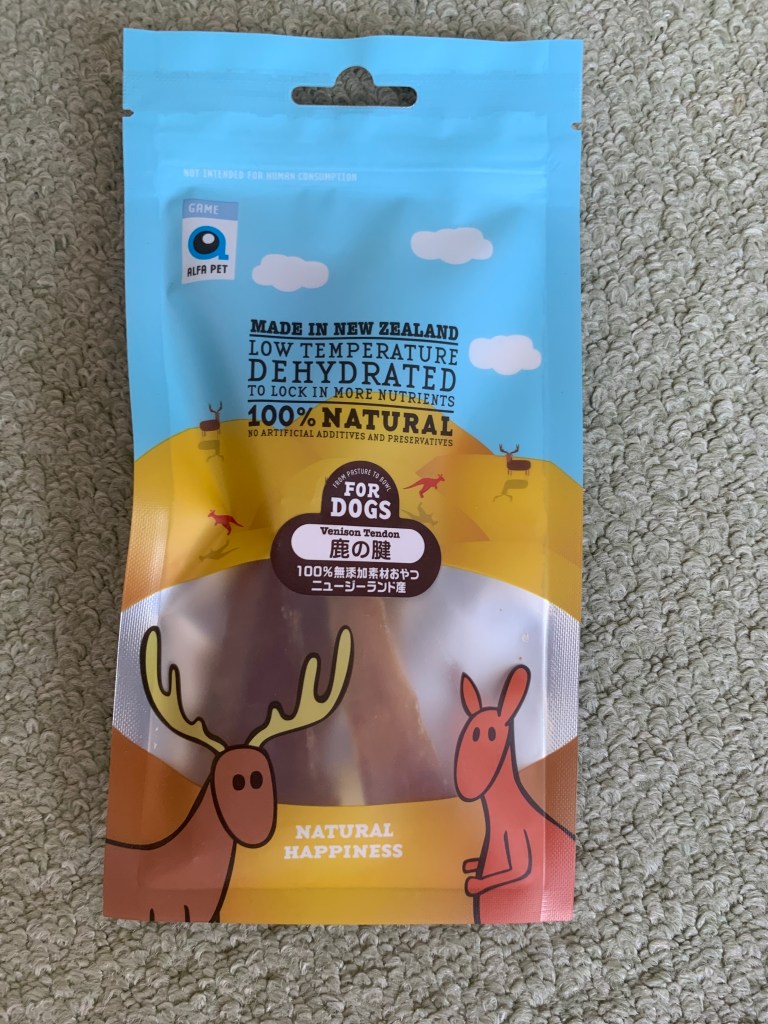 NOT INTENDED FOR HUMAN CONSUMPTION
GAME
ALFA PET
MADE IN NEW ZEALAND
LOW TEMPERATURE
DEHYDRATED
TO LOCK IN MORE NUTRIENTS
100% NATURAL
NO ARTIFICIAL ADDITIVES AND PRESERVATIVES
FROM PASTURE TO BOWL
FOR
DOGS
Venison Tendon
鹿の腱
100%無添加素材おやつ
ニュージーランド産
NATURAL
HAPPINESS